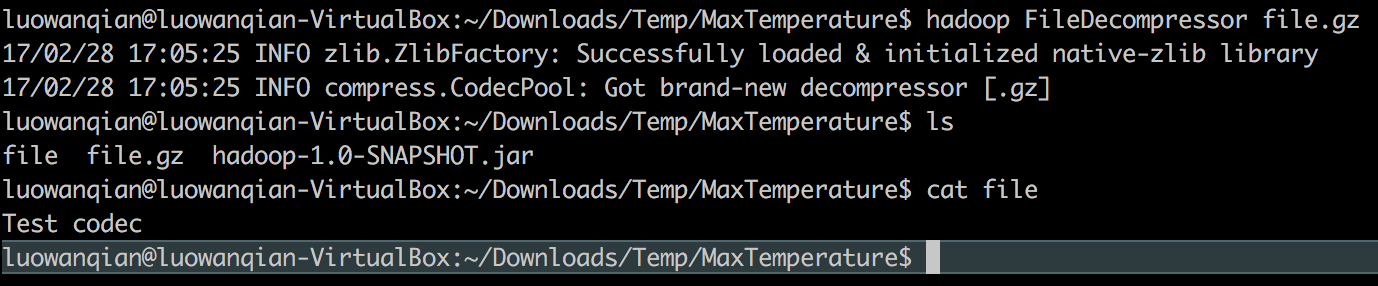 luowanqian@luowanqian-VirtualBox:~/Downloads/Temp/MaxTemperature$ hadoop FileDecompressor file.gz
17/02/28 17:05:25 INFO zlib.ZlibFactory: Successfully loaded & initialized native-zlib library
17/02/28 17:05:25 INFO compress.CodecPool: Got brand-new decompressor [.gz]
luowanqian@luowanqian-VirtualBox:~/Downloads/Temp/MaxTemperature$ ls
file  file.gz  hadoop-1.0-SNAPSHOT.jar
luowanqian@luowanqian-VirtualBox:~/Downloads/Temp/MaxTemperature$ cat file
Test codec
luowanqian@luowanqian-VirtualBox:~/Downloads/Temp/MaxTemperature$